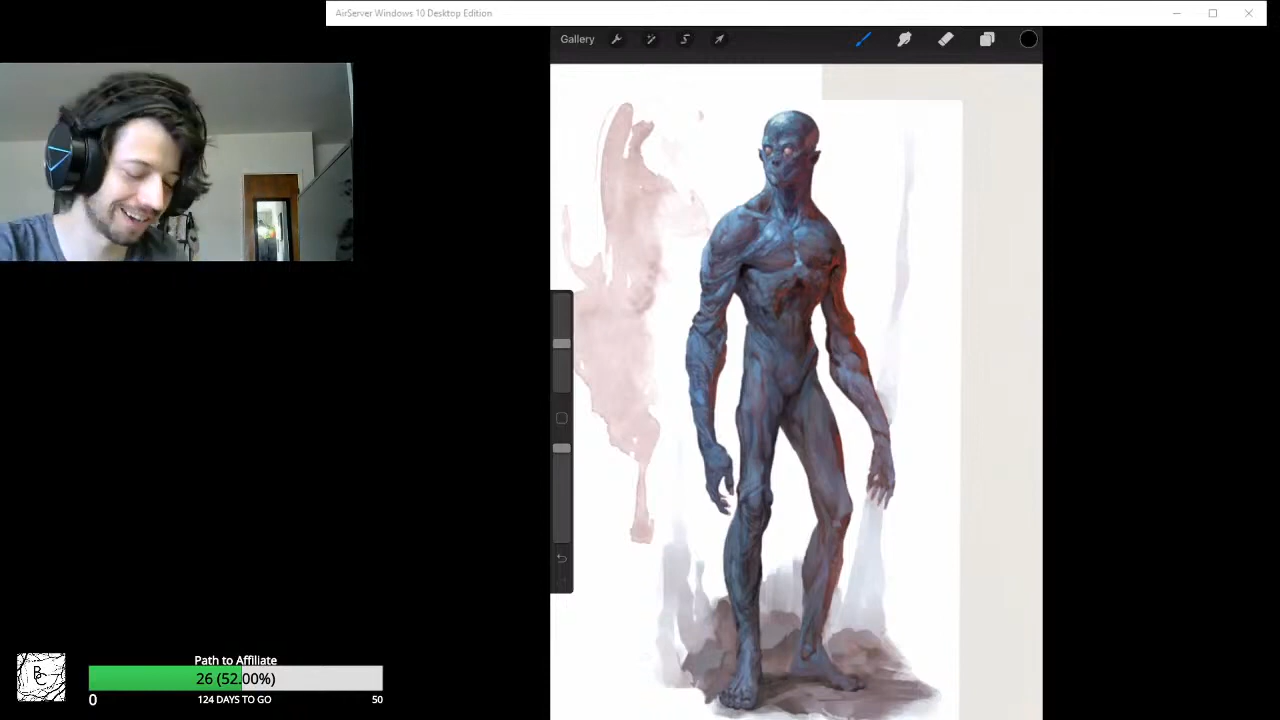 AirServer Windows 10 Desktop Edition
Gallery
Path to Affiliate
26 (52.00%)
0
124 DAYS TO GO
50